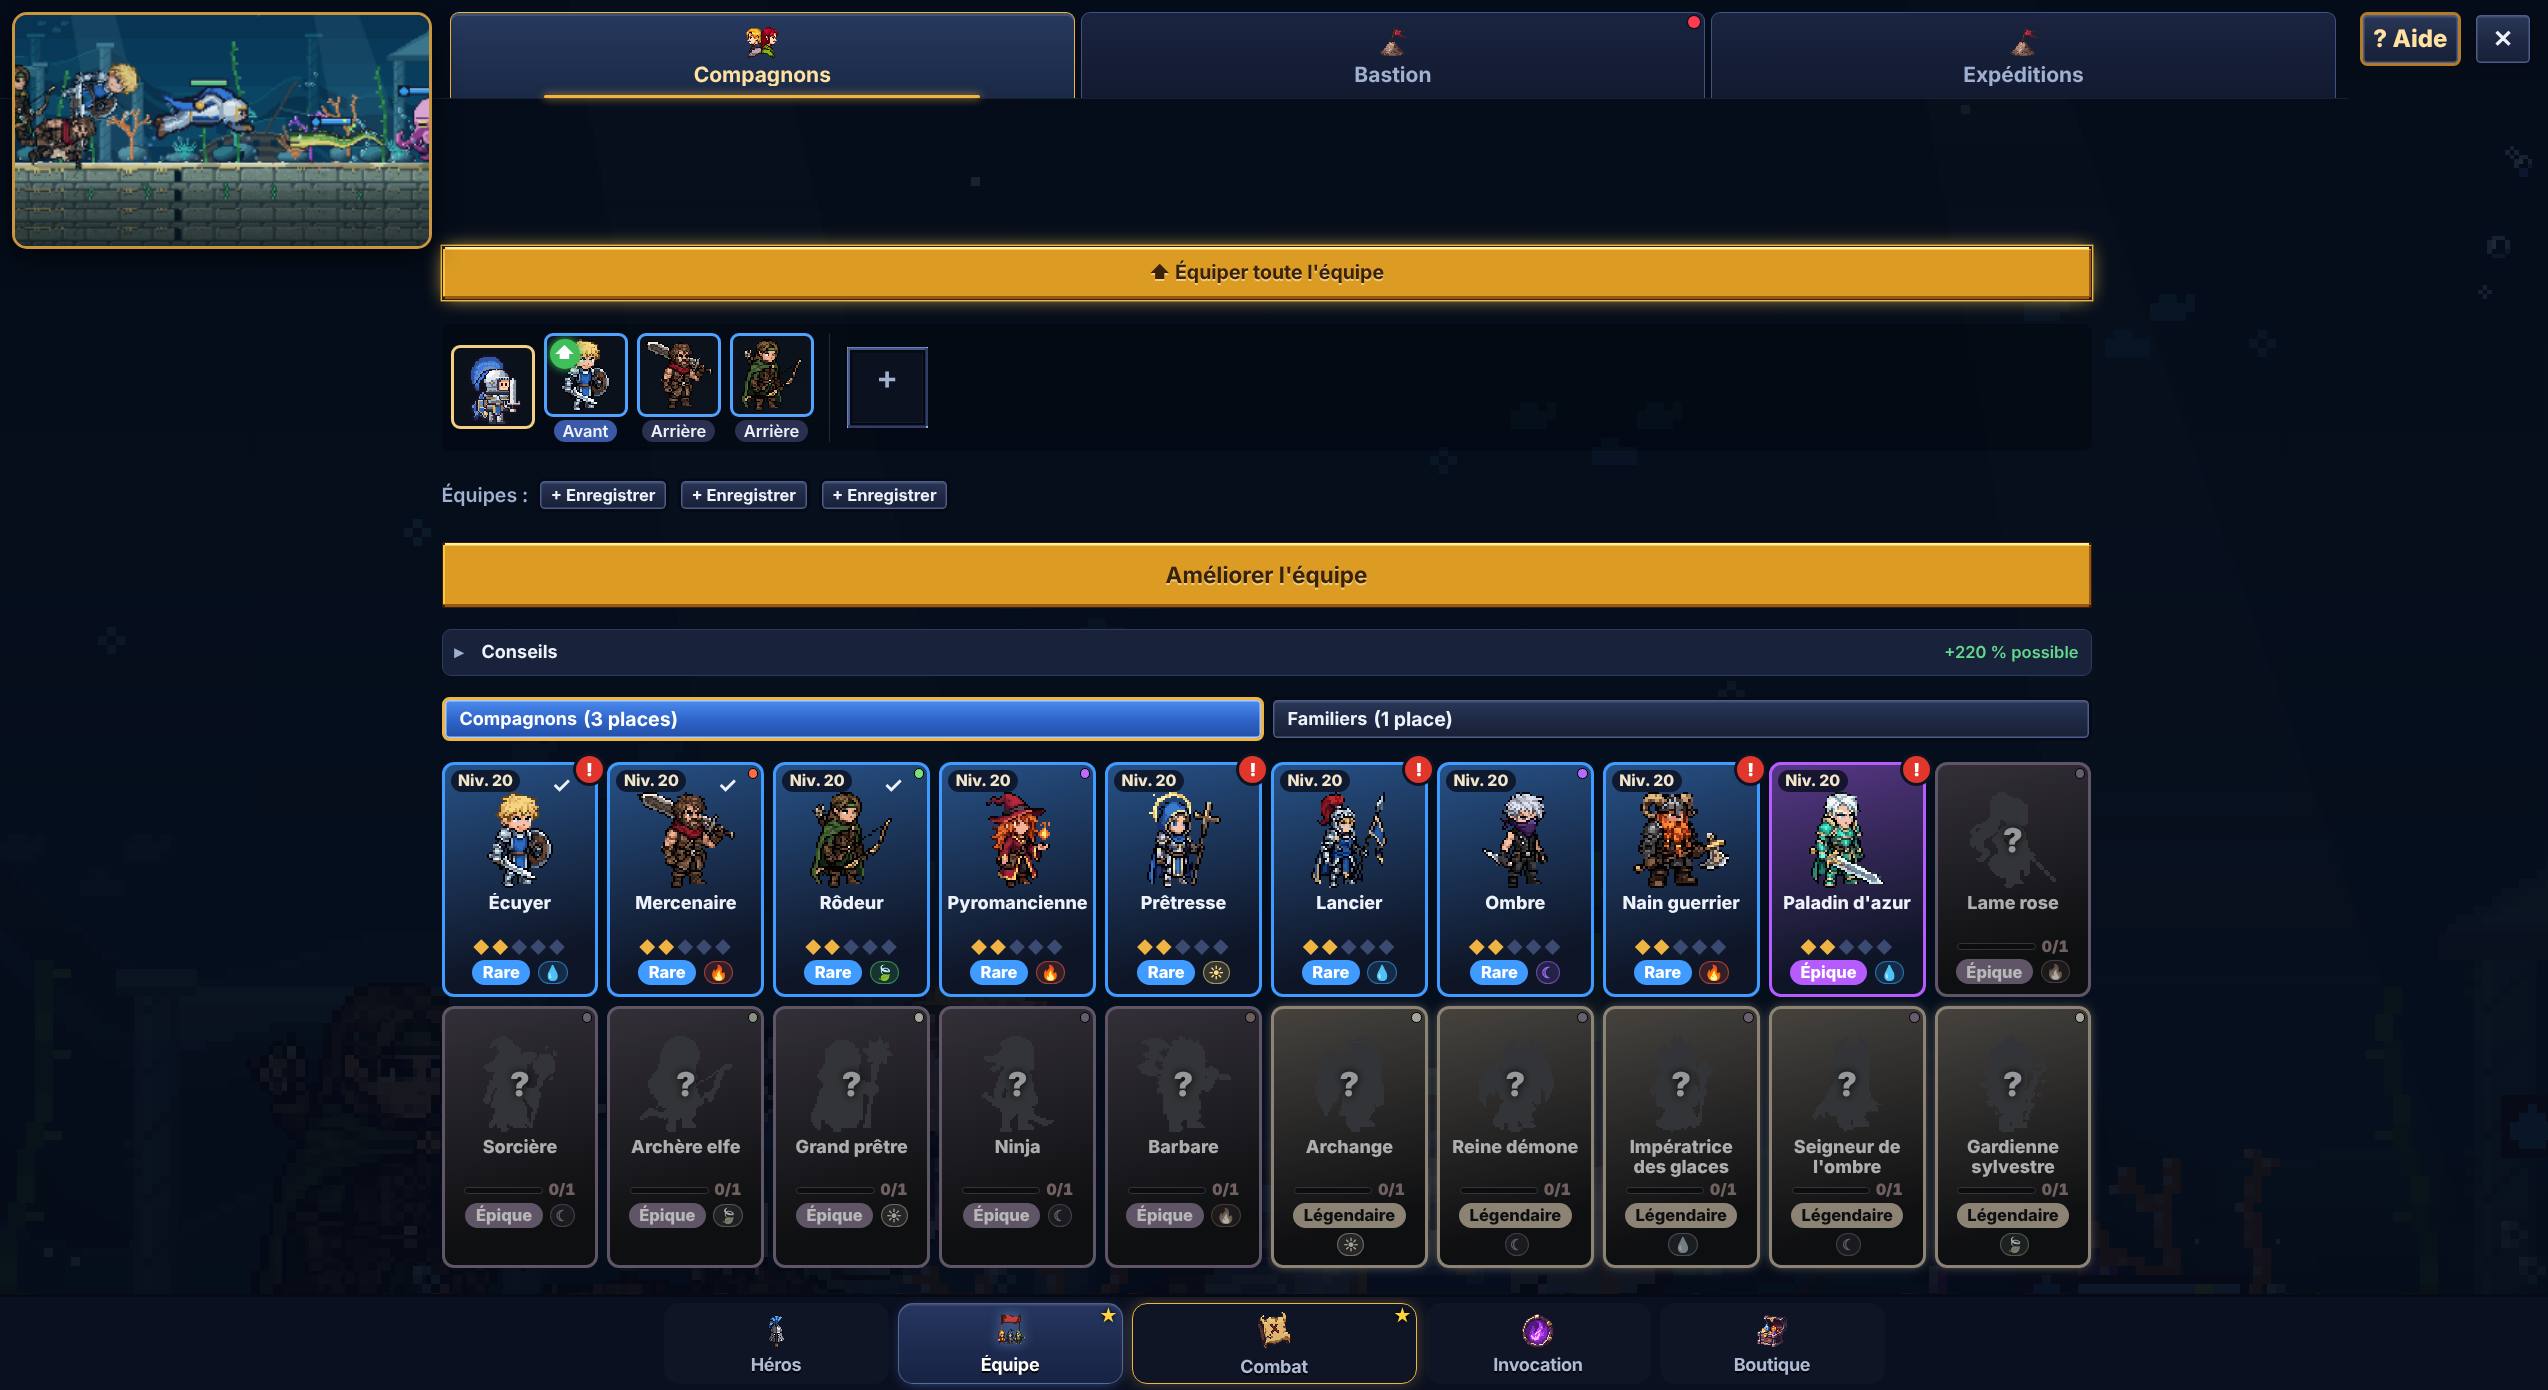 Compagnons
Bastion
Expéditions
? Aide
×
Équiper toute l'équipe
Avant
Arrière
Arrière
+
Équipes :
+ Enregistrer
+ Enregistrer
+ Enregistrer
Améliorer l'équipe
Conseils
+220 % possible
Compagnons (3 places)
Familiers (1 place)
Niv. 20
!
Niv. 20
Niv. 20
Niv. 20
Niv. 20
!
Niv. 20
!
Niv. 20
Niv. 20
!
Niv. 20
!
?
Écuyer
Mercenaire
Rôdeur
Pyromancienne
Prêtresse
Lancier
Ombre
Nain guerrier
Paladin d'azur
Lame rose
0/1
Rare
Rare
Rare
Rare
Rare
Rare
Rare
Rare
Épique
Épique
?
?
?
?
?
?
?
?
?
?
Sorcière
Archère elfe
Grand prêtre
Ninja
Barbare
Archange
Reine démone
Impératrice
des glaces
Seigneur de
l'ombre
Gardienne
sylvestre
0/1
0/1
0/1
0/1
0/1
0/1
0/1
0/1
0/1
0/1
Épique
Épique
Épique
Épique
Épique
Légendaire
Légendaire
Légendaire
Légendaire
Légendaire
Héros
Équipe
Combat
Invocation
Boutique